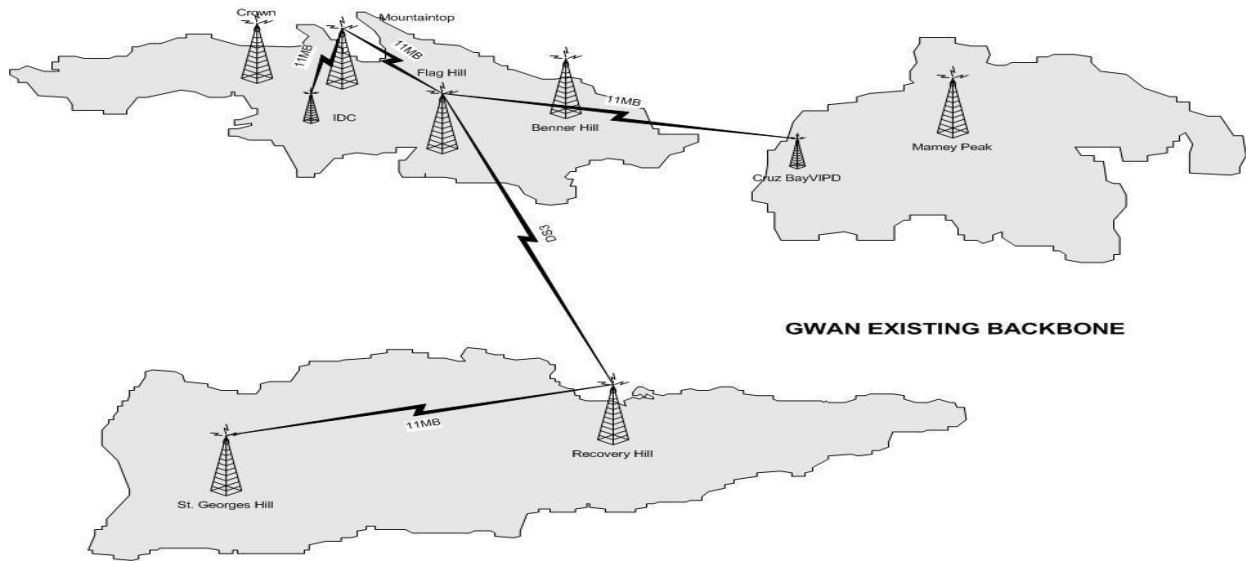 Crown
Mountaintop
11MB
11MB
Flag Hill
IDC
11MB
Benner Hill
Mamey Peak
Cruz BayVIPD
DS3
GWAN EXISTING BACKBONE
11MB
Recovery Hill
St. Georges Hill